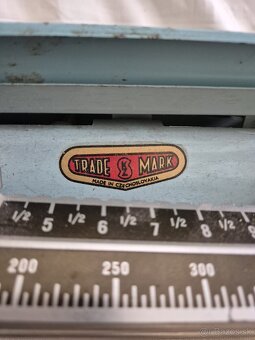 TRADE MARK
MADE IN CZECHOSLOVAKIA
1/2 5 1/2 6 1/2 7 1/2 8 1/2 9
200 250 300